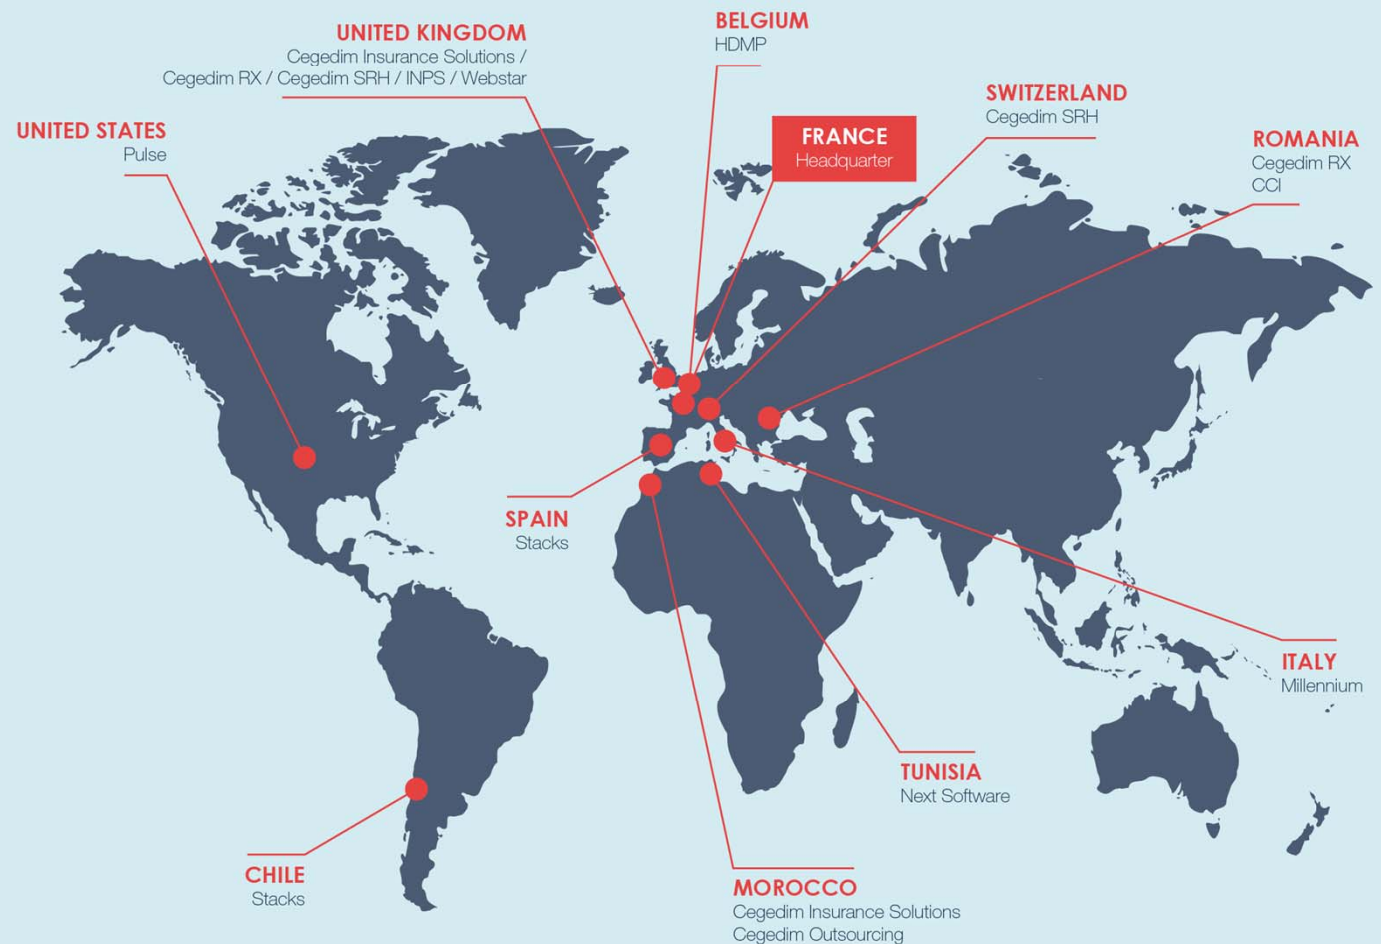 BELGIUM
HDMP
UNITED KINGDOM
Cegedim Insurance Solutions /
Cegedim RX / Cegedim SRH / INPS / Webstar
SWITZERLAND
Cegedim SRH
UNITED STATES
Pulse
FRANCE
Headquarter
ROMANIA
Cegedim RX
CCI
SPAIN
Stacks
ITALY
Millennium
TUNISIA
Next Software
CHILE
Stacks
MOROCCO
Cegedim Insurance Solutions
Cegedim Outsourcing